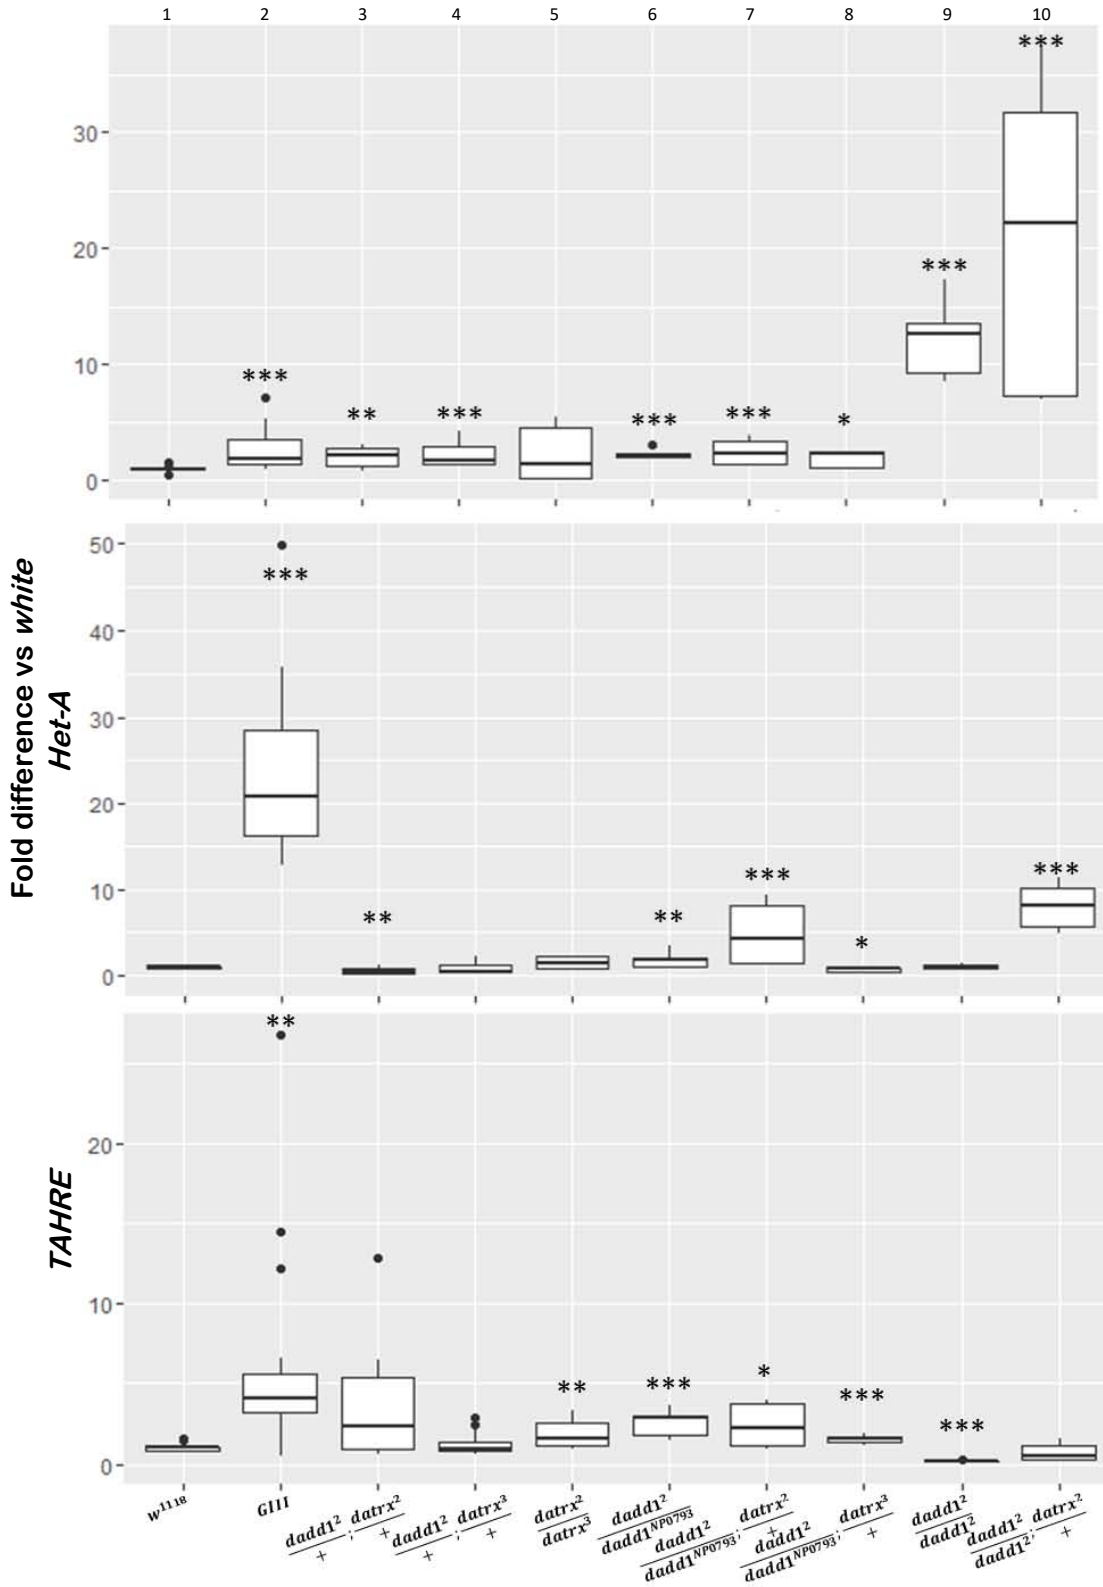 1 2 3 4 5 6 7 8 9 10
***
30
20
***
10
***
** *** *** *** *
0
Fold difference vs white
Het-A
50
***
40
30
20
10
*** ***
** ** *
0
TAHRE
**
20
10
** *** * *** ***
0
w¹¹¹⁸
GIII
dadd1²/+ ; datrx²/+
dadd1²/+ ; datrx³/+
datrx²/datrx³
dadd1²/dadd1ᴺᴾ⁰⁷⁹³
dadd1²/dadd1ᴺᴾ⁰⁷⁹³ ; datrx²/+
dadd1²/dadd1ᴺᴾ⁰⁷⁹³ ; datrx³/+
dadd1²/dadd1²
dadd1²/dadd1² ; datrx²/+